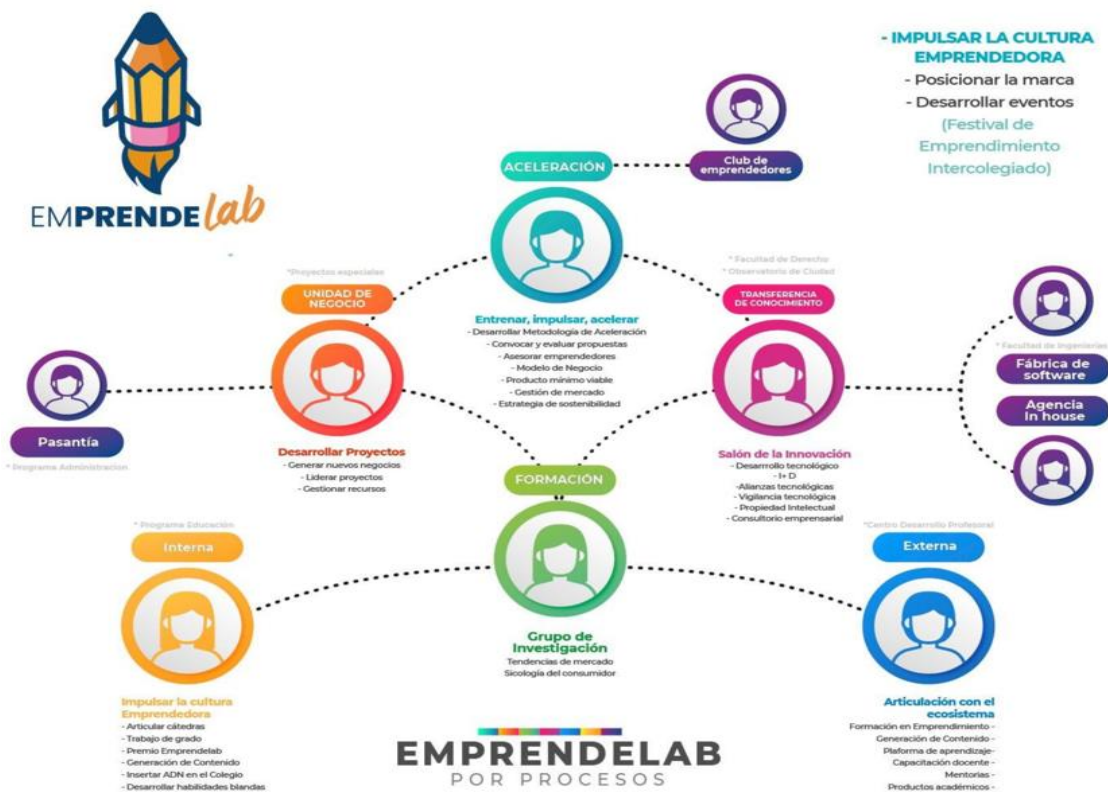 EMPRENDElab
- IMPULSAR LA CULTURA
EMPRENDEDORA
- Posicionar la marca
- Desarrollar eventos
(Festival de
Emprendimiento
Intercolegiado)
Club de
emprendedores
ACELERACIÓN
Entrenar, impulsar, acelerar
- Desarrollar Metodología de Aceleración
- Convocar y evaluar propuestas
- Asesorar emprendedores
- Modelo de Negocio
- Producto mínimo viable
- Gestión de mercado
- Estrategia de sostenibilidad
*Proyectos especiales
UNIDAD DE
NEGOCIO
Desarrollar Proyectos
- Generar nuevos negocios
- Liderar proyectos
- Gestionar recursos
* Facultad de Derecho
* Observatorio de Ciudad
TRANSFERENCIA
DE CONOCIMIENTO
Salón de la Innovación
- Desarrrollo tecnológico
- I+ D
-Alianzas tecnológicas
- Vigilancia tecnológica
- Propiedad Intelectual
- Consultorio emprensarial
Pasantía
* Programa Administracion
* Facultad de Ingenierías
Fábrica de
software
Agencia
In house
FORMACIÓN
Grupo de
Investigación
Tendencias de mercado
Sicología del consumidor
* Programa Educación
Interna
Impulsar la cultura
Emprendedora
- Articular cátedras
- Trabajo de grado
- Premio Emprendelab
- Generación de Contenido
- Insertar ADN en el Colegio
- Desarrollar habilidades blandas
*Centro Desarrollo Profesoral
Externa
Articulación con el
ecosistema
Formación en Emprendimiento -
Generación de Contenido -
Plaforma de aprendizaje-
Capacitación docente -
Mentorias-
Productos académicos -
EMPRENDELAB
POR PROCESOS